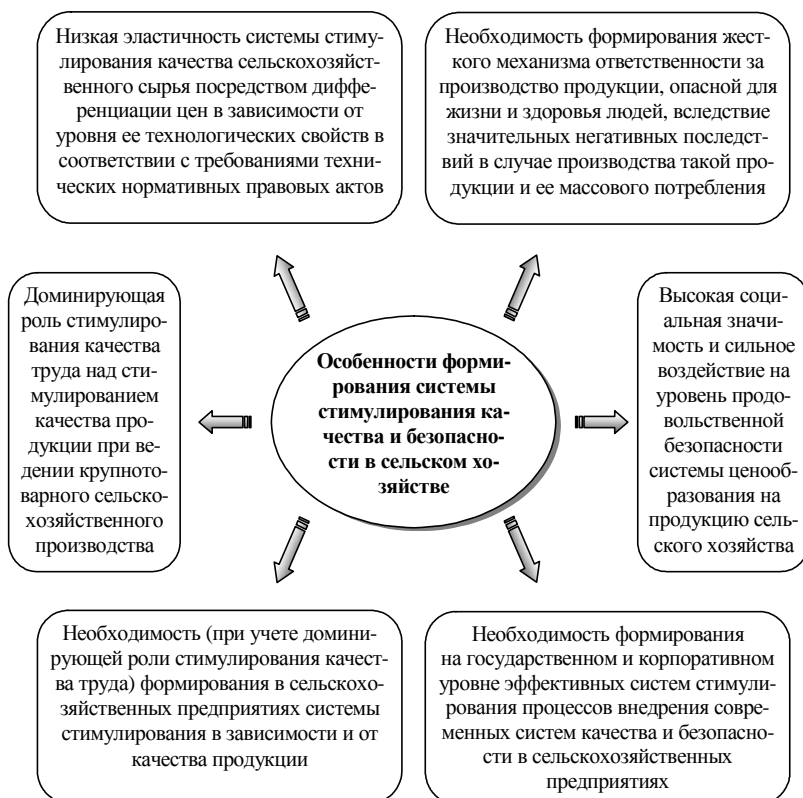 Низкая эластичность системы стиму-
лирования качества сельскохозяйст-
венного сырья посредством диффе-
ренциации цен в зависимости от
уровня ее технологических свойств в
соответствии с требованиями техни-
ческих нормативных правовых актов
Необходимость формирования жест-
кого механизма ответственности за
производство продукции, опасной для
жизни и здоровья людей, вследствие
значительных негативных последст-
вий в случае производства такой про-
дукции и ее массового потребления
Доминирующая
роль стимулиро-
вания качества
труда над сти-
мулированием
качества про-
дукции при ве-
дении крупното-
варного сельско-
хозяйственного
производства
Особенности форми-
рования системы
стимулирования ка-
чества и безопасно-
сти в сельском хо-
зяйстве
Высокая соци-
альная значи-
мость и сильное
воздействие на
уровень продо-
вольственной
безопасности
системы ценооб-
разования на
продукцию сель-
ского хозяйства
Необходимость (при учете домини-
рующей роли стимулирования качест-
ва труда) формирования в сельскохо-
зяйственных предприятиях системы
стимулирования в зависимости и от
качества продукции
Необходимость формирования
на государственном и корпоративном
уровне эффективных систем стимули-
рования процессов внедрения совре-
менных систем качества и безопасно-
сти в сельскохозяйственных
предприятиях